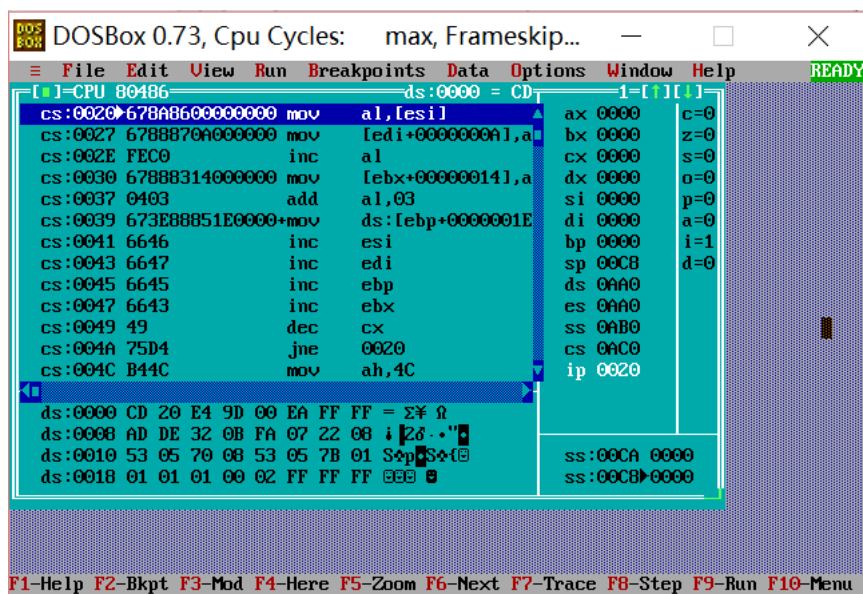 DOSBox 0.73, Cpu Cycles: max, Frameskip...
≡ File Edit View Run Breakpoints Data Options Window Help READY
[■]=CPU 80486 ds:0000 = CD 1=[↑][↓]
cs:0020►678A8600000000 mov al,[esi] ax 0000 c=0
cs:0027 6788870A000000 mov [edi+0000000A],a bx 0000 z=0
cs:002E FEC0 inc al cx 0000 s=0
cs:0030 67888314000000 mov [ebx+00000014],a dx 0000 o=0
cs:0037 0403 add al,03 si 0000 p=0
cs:0039 673E88851E0000+mov ds:[ebp+0000001E di 0000 a=0
cs:0041 6646 inc esi bp 0000 i=1
cs:0043 6647 inc edi sp 00C8 d=0
cs:0045 6645 inc ebp ds 0AA0
cs:0047 6643 inc ebx es 0AA0
cs:0049 49 dec cx ss 0AB0
cs:004A 75D4 jne 0020 cs 0AC0
cs:004C B44C mov ah,4C ip 0020
ds:0000 CD 20 E4 9D 00 EA FF FF = Σ¥ Ω
ds:0008 AD DE 32 0B FA 07 22 08 ¡ ▐2♂·•"◘
ds:0010 53 05 70 08 53 05 7B 01 S♣p◘S♣{☺ ss:00CA 0000
ds:0018 01 01 01 00 02 FF FF FF ☺☺☺ ☻ ss:00C8►0000
F1-Help F2-Bkpt F3-Mod F4-Here F5-Zoom F6-Next F7-Trace F8-Step F9-Run F10-Menu